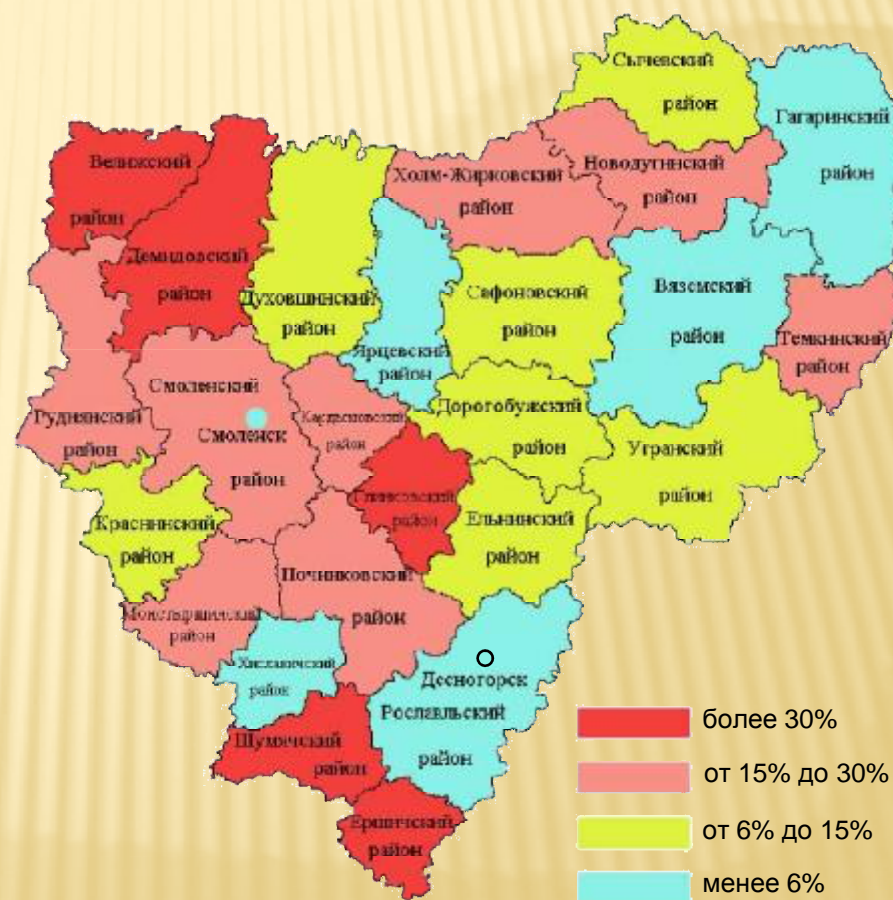 Сычевский
район
Гагаринский
район
Велижский
район
Новодугинский
район
Холм-Жирковский
район
Демидовский
район
Духовщинский
район
Сафоновский
район
Вяземский
район
Ярцевский
район
Темкинский
район
Смоленский
Смоленск
район
Руднянский
район
Кардымовский
район
Дорогобужский
район
Угранский
район
Глинковский
район
Ельнинский
район
Краснинский
район
Починковский
район
Монастырщинский
район
Хиславичский
район
Десногорск
Рославльский
район
Шумячский
район
Ершичский
район
более 30%
от 15% до 30%
от 6% до 15%
менее 6%